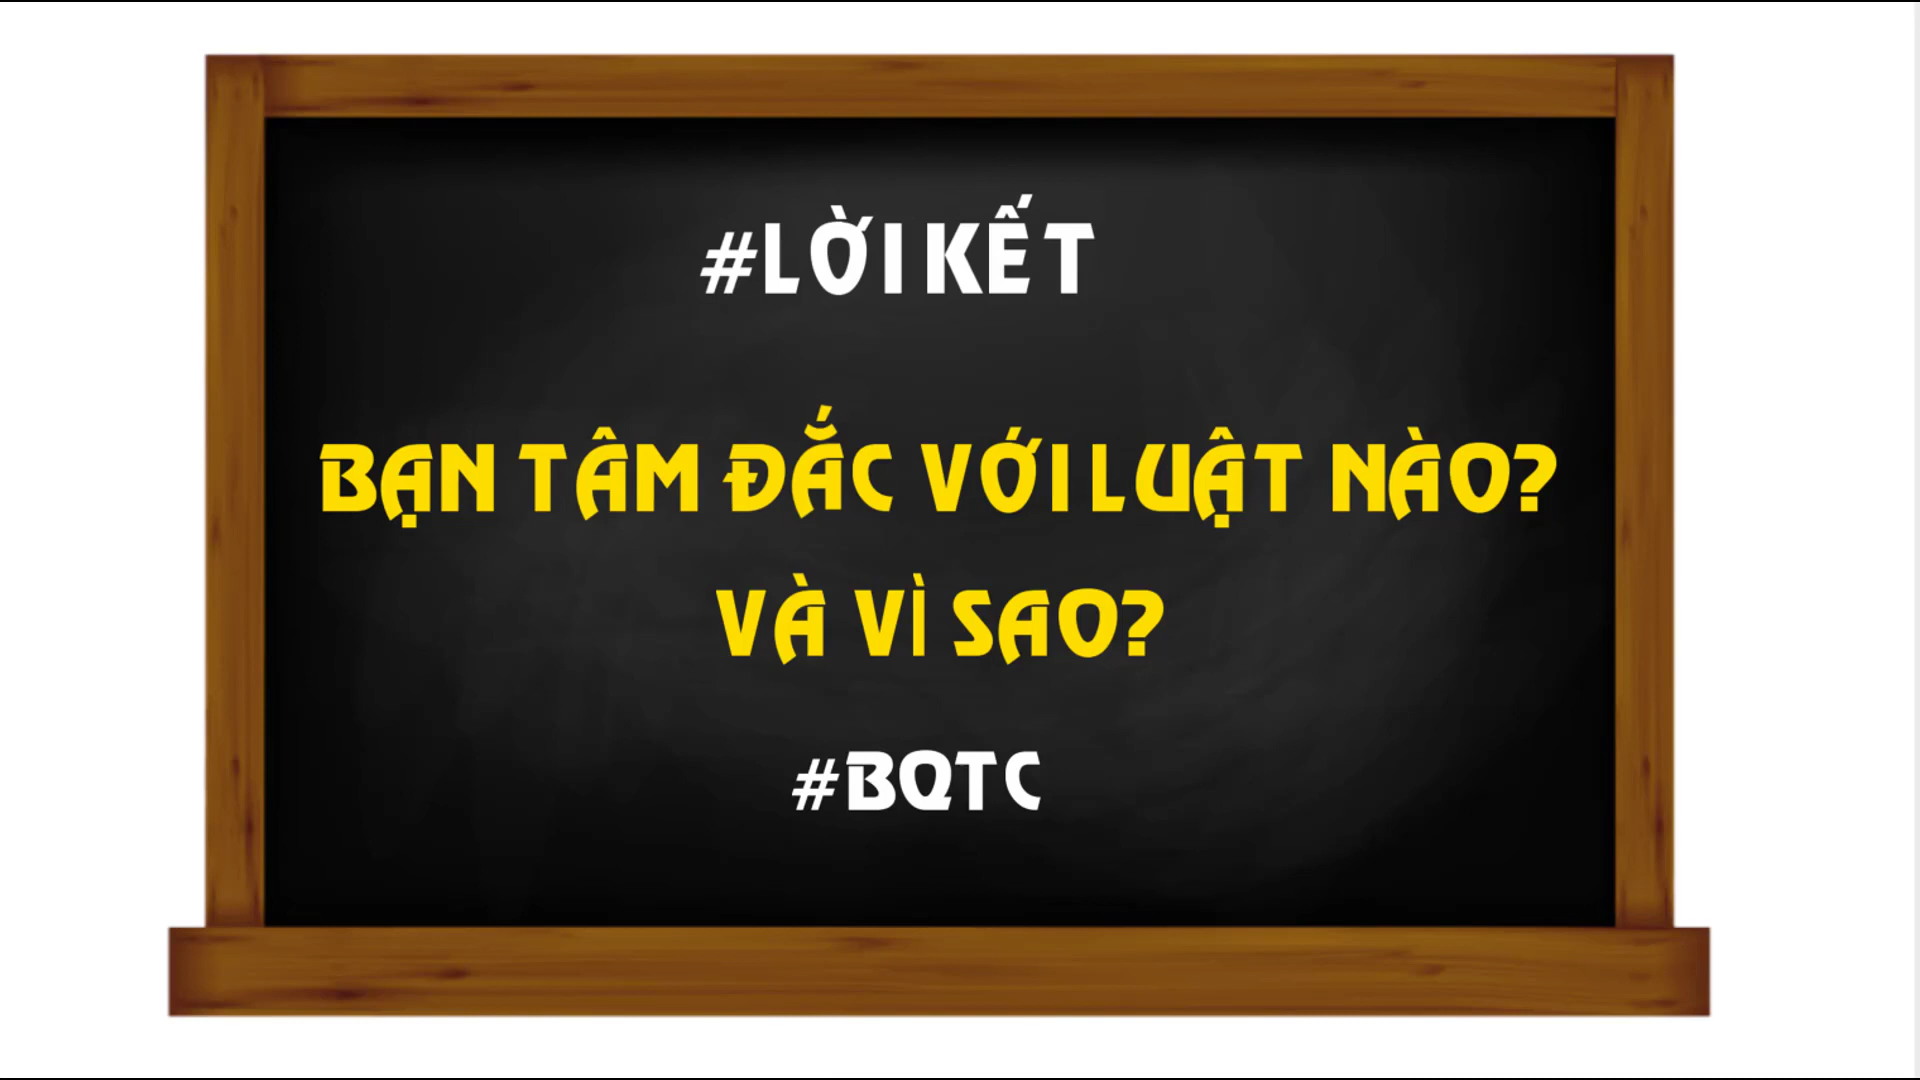 #LỜI KẾT
BẠN TÂM ĐẮC VỚI LUẬT NÀO?
VÀ VÌ SAO?
#BQTC